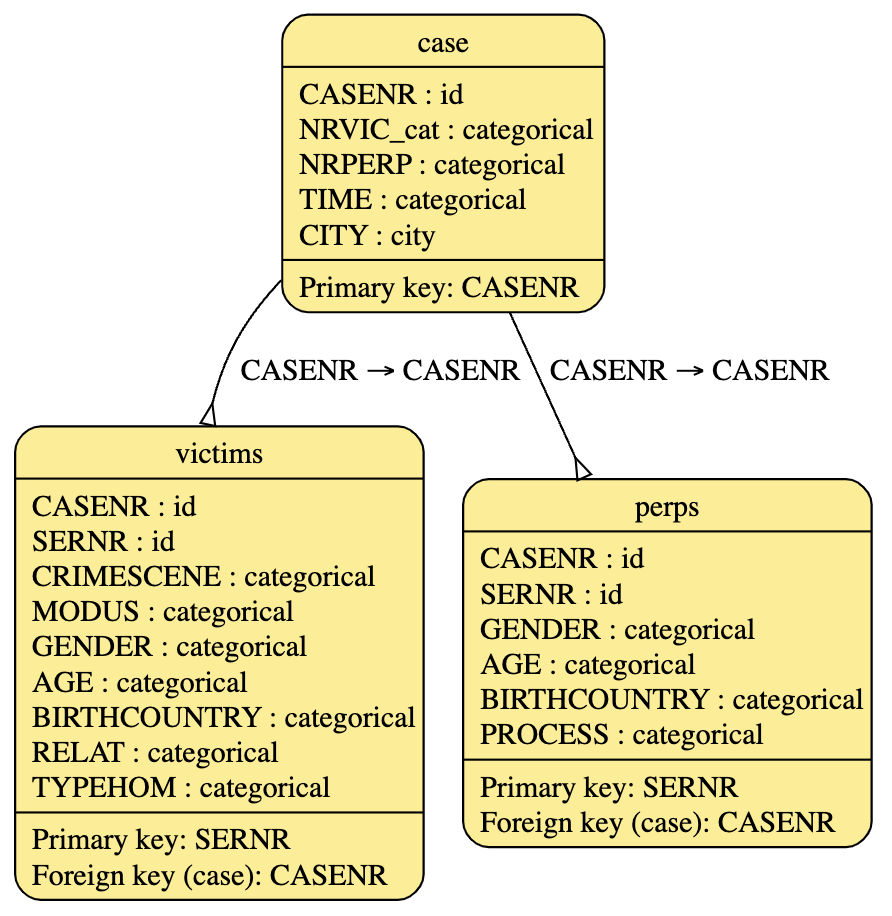 case
CASENR : id
NRVIC_cat : categorical
NRPERP : categorical
TIME : categorical
CITY : city
Primary key: CASENR
CASENR → CASENR
CASENR → CASENR
victims
CASENR : id
SERNR : id
CRIMESCENE : categorical
MODUS : categorical
GENDER : categorical
AGE : categorical
BIRTHCOUNTRY : categorical
RELAT : categorical
TYPEHOM : categorical
Primary key: SERNR
Foreign key (case): CASENR
perps
CASENR : id
SERNR : id
GENDER : categorical
AGE : categorical
BIRTHCOUNTRY : categorical
PROCESS : categorical
Primary key: SERNR
Foreign key (case): CASENR